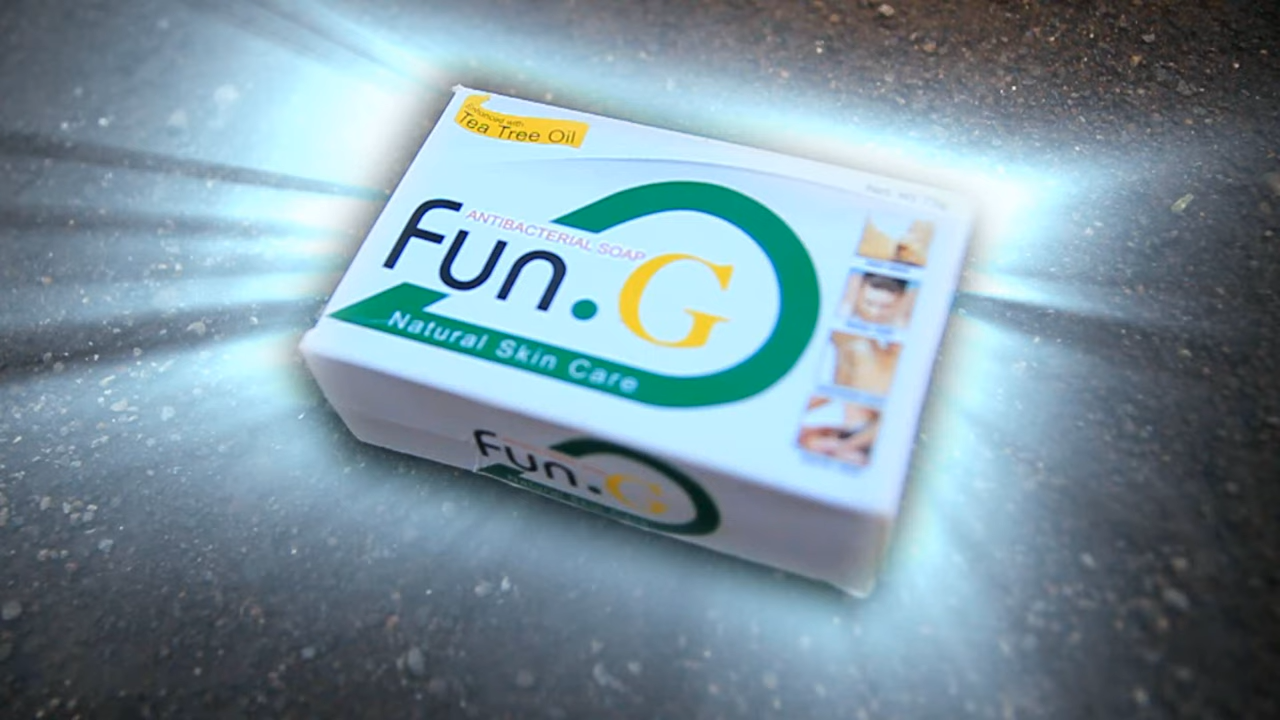 Enhanced with
Tea Tree Oil
ANTIBACTERIAL SOAP
Fun.G
Natural Skin Care
Fun.G